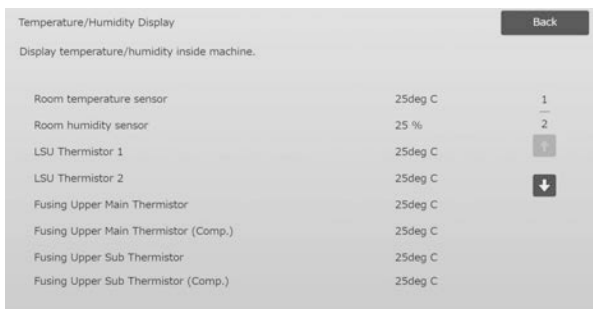 Temperature/Humidity Display Back
Display temperature/humidity inside machine.
Room temperature sensor 25deg C 1
Room humidity sensor 25 % 2
LSU Thermistor 1 25deg C
LSU Thermistor 2 25deg C
Fusing Upper Main Thermistor 25deg C
Fusing Upper Main Thermistor (Comp.) 25deg C
Fusing Upper Sub Thermistor 25deg C
Fusing Upper Sub Thermistor (Comp.) 25deg C